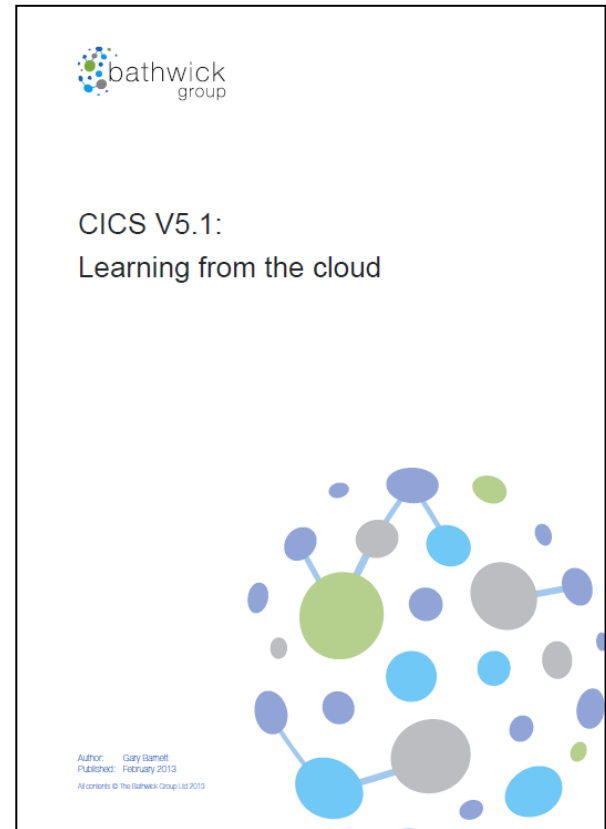 bathwick
group
CICS V5.1:
Learning from the cloud
Author: Gary Barnett
Published: February 2013
All contents © The Bathwick Group Ltd 2013